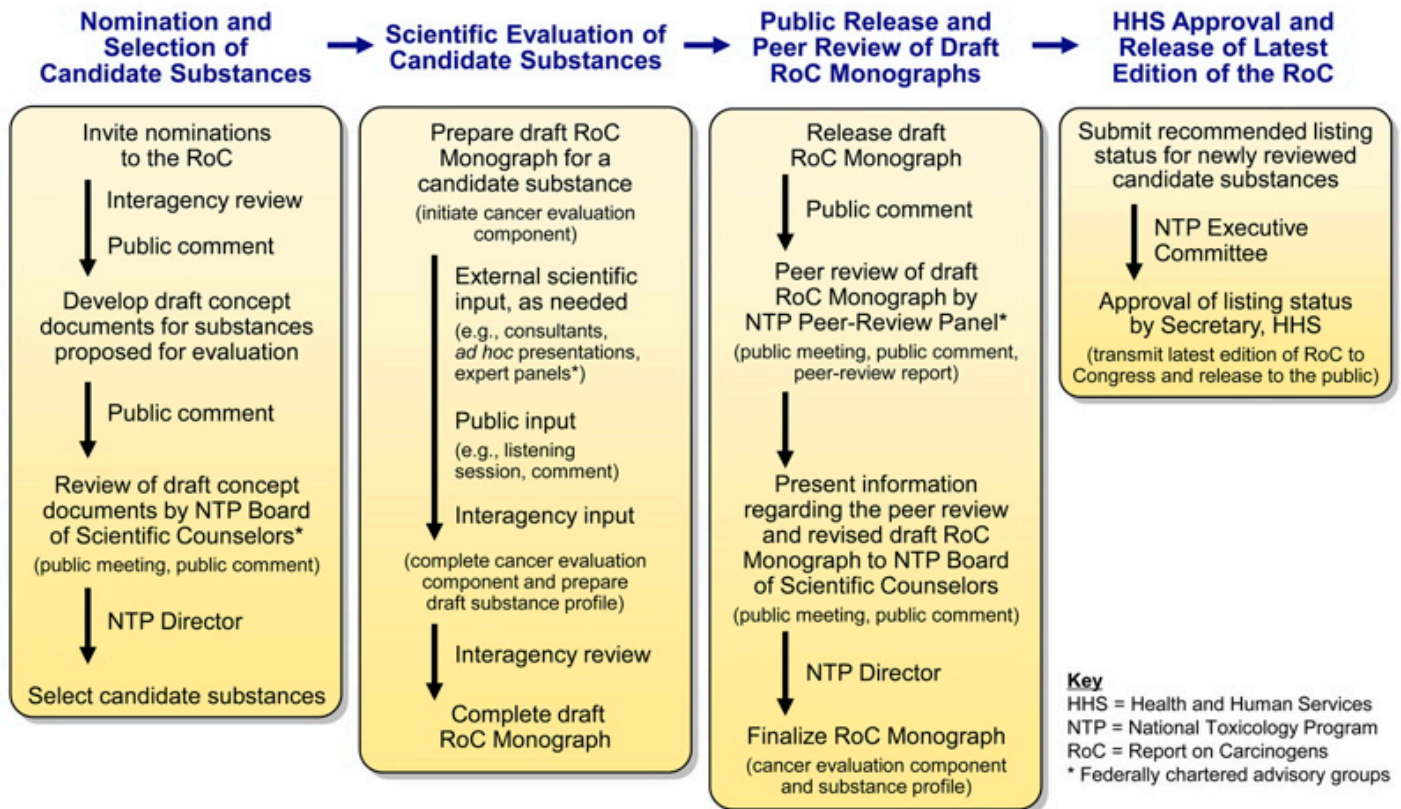 Nomination and
Selection of
Candidate Substances
Scientific Evaluation of
Candidate Substances
Public Release and
Peer Review of Draft
RoC Monographs
HHS Approval and
Release of Latest
Edition of the RoC
Invite nominations
to the RoC
Interagency review
Public comment
Develop draft concept
documents for substances
proposed for evaluation
Public comment
Review of draft concept
documents by NTP Board
of Scientific Counselors*
(public meeting, public comment)
NTP Director
Select candidate substances
Prepare draft RoC
Monograph for a
candidate substance
(initiate cancer evaluation
component)
External scientific
input, as needed
(e.g., consultants,
ad hoc presentations,
expert panels*)
Public input
(e.g., listening
session, comment)
Interagency input
(complete cancer evaluation
component and prepare
draft substance profile)
Interagency review
Complete draft
RoC Monograph
Release draft
RoC Monograph
Public comment
Peer review of draft
RoC Monograph by
NTP Peer-Review Panel*
(public meeting, public comment,
peer-review report)
Present information
regarding the peer review
and revised draft RoC
Monograph to NTP Board
of Scientific Counselors
(public meeting, public comment)
NTP Director
Finalize RoC Monograph
(cancer evaluation component
and substance profile)
Submit recommended listing
status for newly reviewed
candidate substances
NTP Executive
Committee
Approval of listing status
by Secretary, HHS
(transmit latest edition of RoC to
Congress and release to the public)
Key
HHS = Health and Human Services
NTP = National Toxicology Program
RoC = Report on Carcinogens
* Federally chartered advisory groups